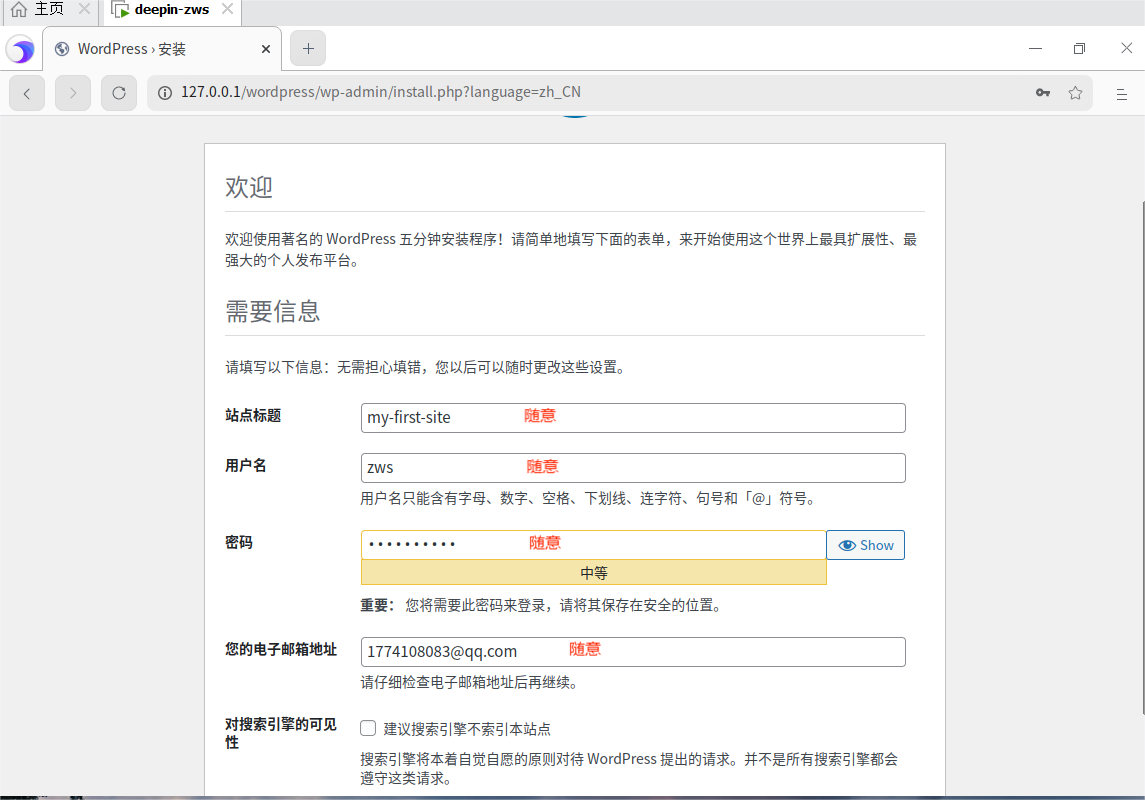 主页
deepin-zws
WordPress › 安装
127.0.0.1/wordpress/wp-admin/install.php?language=zh_CN
欢迎
欢迎使用著名的 WordPress 五分钟安装程序！请简单地填写下面的表单，来开始使用这个世界上最具扩展性、最
强大的个人发布平台。
需要信息
请填写以下信息：无需担心填错，您以后可以随时更改这些设置。
站点标题 my-first-site 随意
用户名 zws 随意
用户名只能含有字母、数字、空格、下划线、连字符、句号和「@」符号。
密码 •••••••••• 随意 Show
中等
重要： 您将需要此密码来登录，请将其保存在安全的位置。
您的电子邮箱地址 1774108083@qq.com 随意
请仔细检查电子邮箱地址后再继续。
对搜索引擎的可见
性
建议搜索引擎不索引本站点
搜索引擎将本着自觉自愿的原则对待 WordPress 提出的请求。并不是所有搜索引擎都会
遵守这类请求。